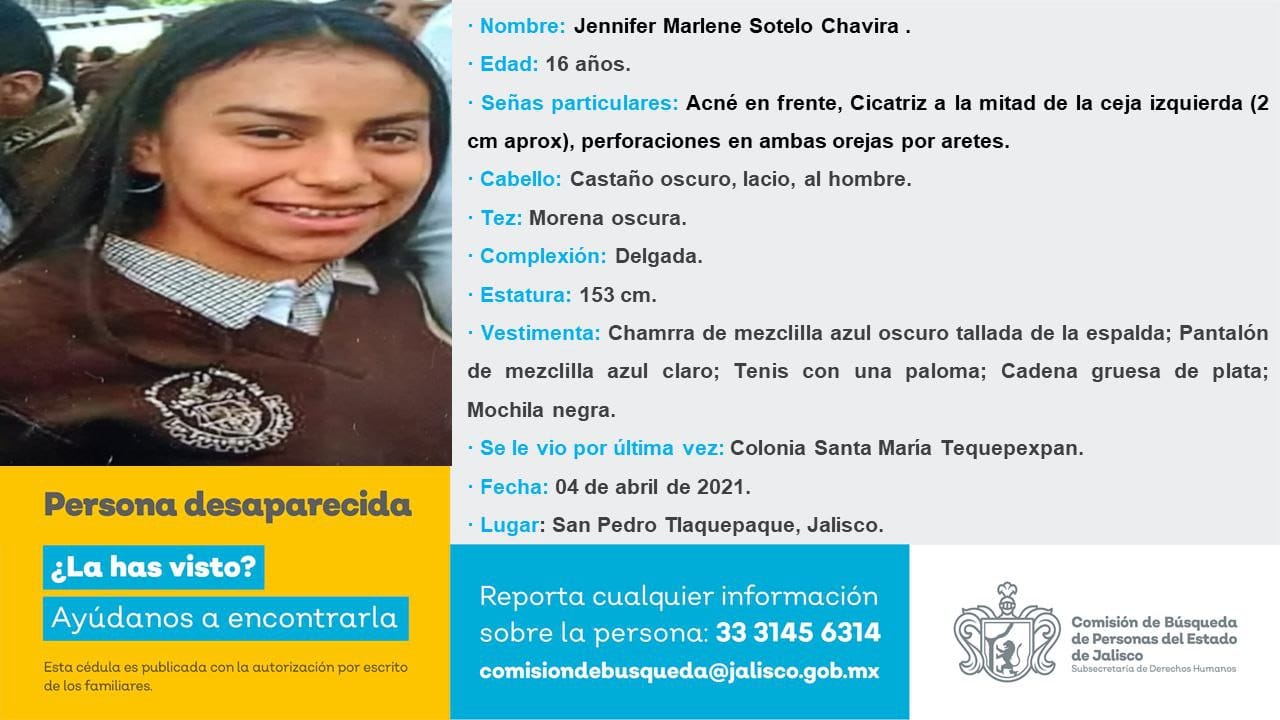 · Nombre: Jennifer Marlene Sotelo Chavira .
· Edad: 16 años.
· Señas particulares: Acné en frente, Cicatriz a la mitad de la ceja izquierda (2
cm aprox), perforaciones en ambas orejas por aretes.
· Cabello: Castaño oscuro, lacio, al hombre.
· Tez: Morena oscura.
· Complexión: Delgada.
· Estatura: 153 cm.
· Vestimenta: Chamrra de mezclilla azul oscuro tallada de la espalda; Pantalón
de mezclilla azul claro; Tenis con una paloma; Cadena gruesa de plata;
Mochila negra.
· Se le vio por última vez: Colonia Santa María Tequepexpan.
· Fecha: 04 de abril de 2021.
· Lugar: San Pedro Tlaquepaque, Jalisco.
Persona desaparecida
¿La has visto?
Ayúdanos a encontrarla
Esta cédula es publicada con la autorización por escrito
de los familiares.
Reporta cualquier información
sobre la persona: 33 3145 6314
comisiondebusqueda@jalisco.gob.mx
Comisión de Búsqueda
de Personas del Estado
de Jalisco
Subsecretaría de Derechos Humanos